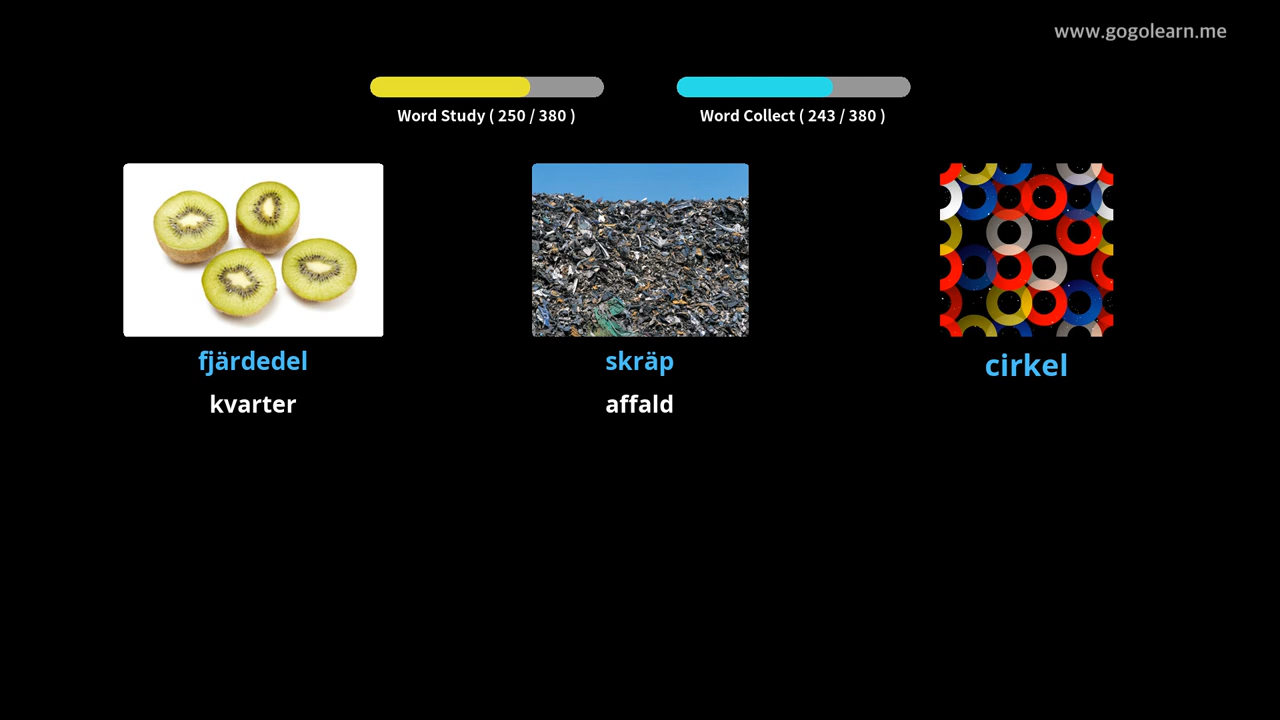 www.gogolearn.me
Word Study ( 250 / 380 )
Word Collect ( 243 / 380 )
fjärdedel
kvarter
skräp
affald
cirkel